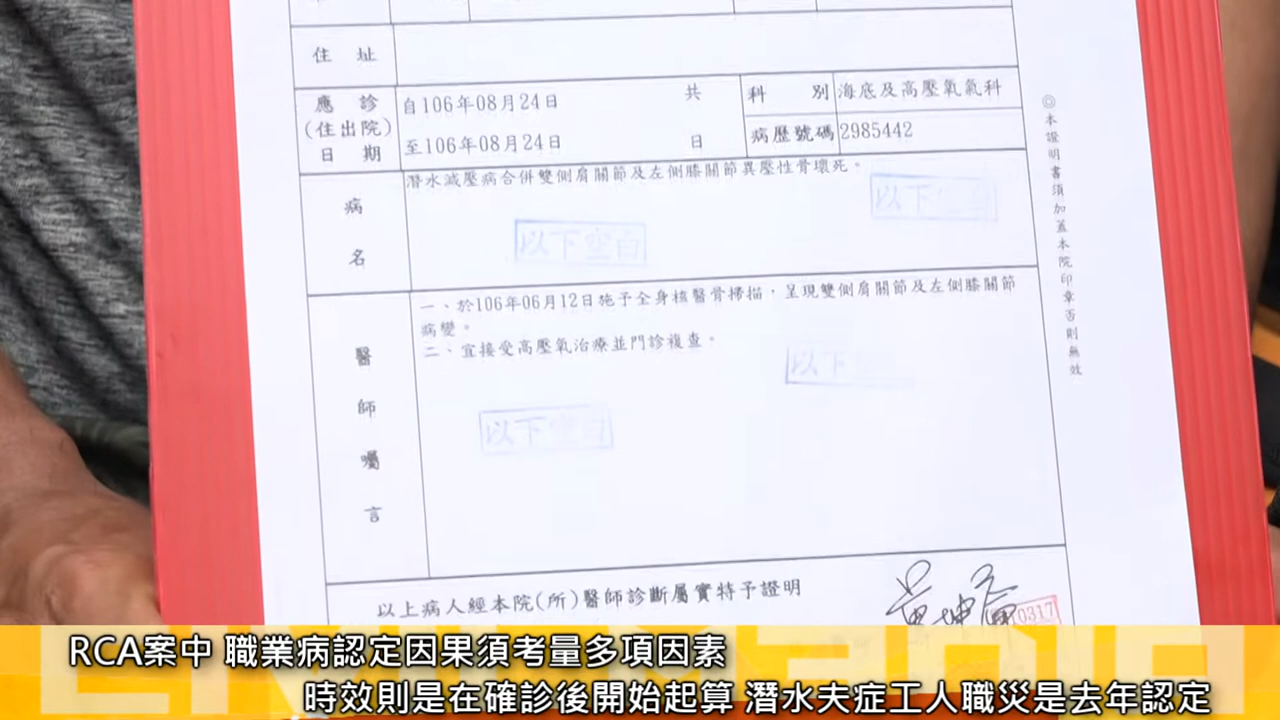 住 址
應 診
(住出院)
日 期
自106年08月24日
至106年08月24日
共
日
科 別
海底及高壓氧氣科
病歷號碼
2985442
病
名
潛水減壓病合併雙側肩關節及左側膝關節異壓性骨壞死。
以下空白
以下空白
醫
師
囑
言
一、於106年06月12日施予全身核醫骨掃描,呈現雙側肩關節及左側膝關節
病變。
二、宜接受高壓氧治療並門診複查。
以下
以下空白
以上病人經本院(所)醫師診斷屬實特予證明
0317
◎本證明書須加蓋本院印章否則無效
RCA案中 職業病認定因果須考量多項因素
時效則是在確診後開始起算 潛水夫症工人職災是去年認定